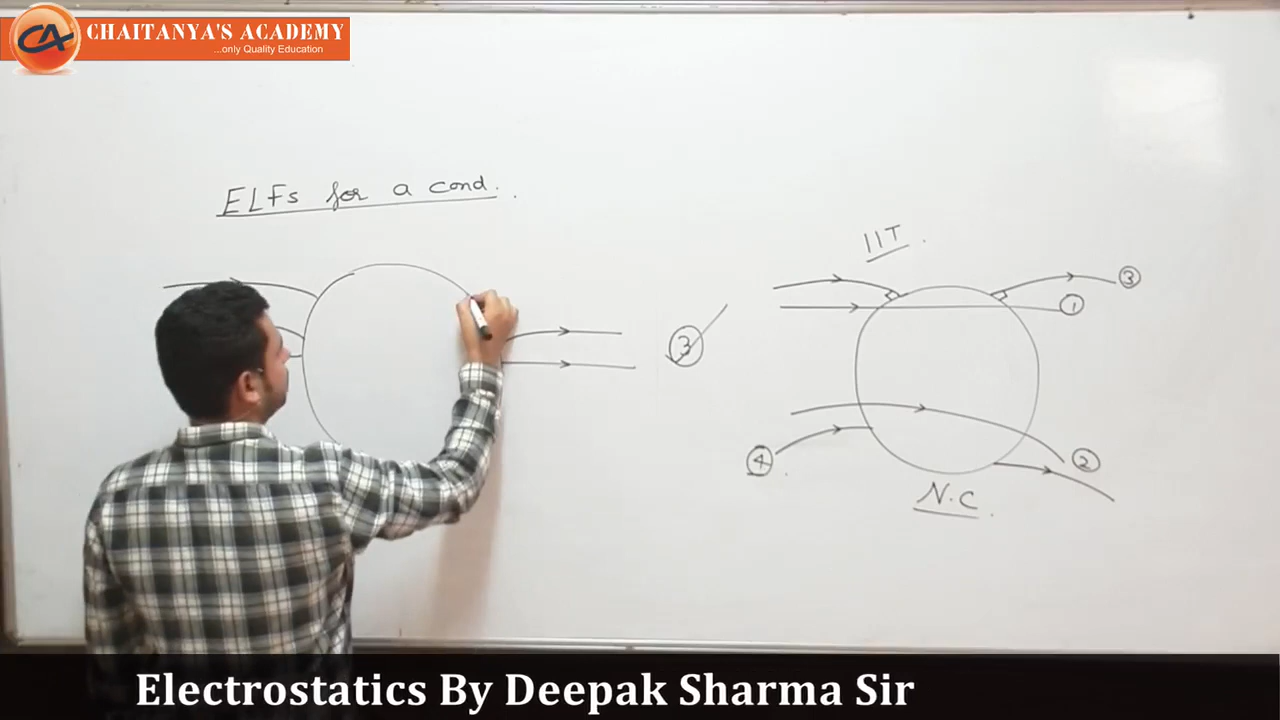 CA
CHAITANYA'S ACADEMY
...only Quality Education
ELFs for a cond.
IIT.
3
1
3
4
2
N.C.
Electrostatics By Deepak Sharma Sir